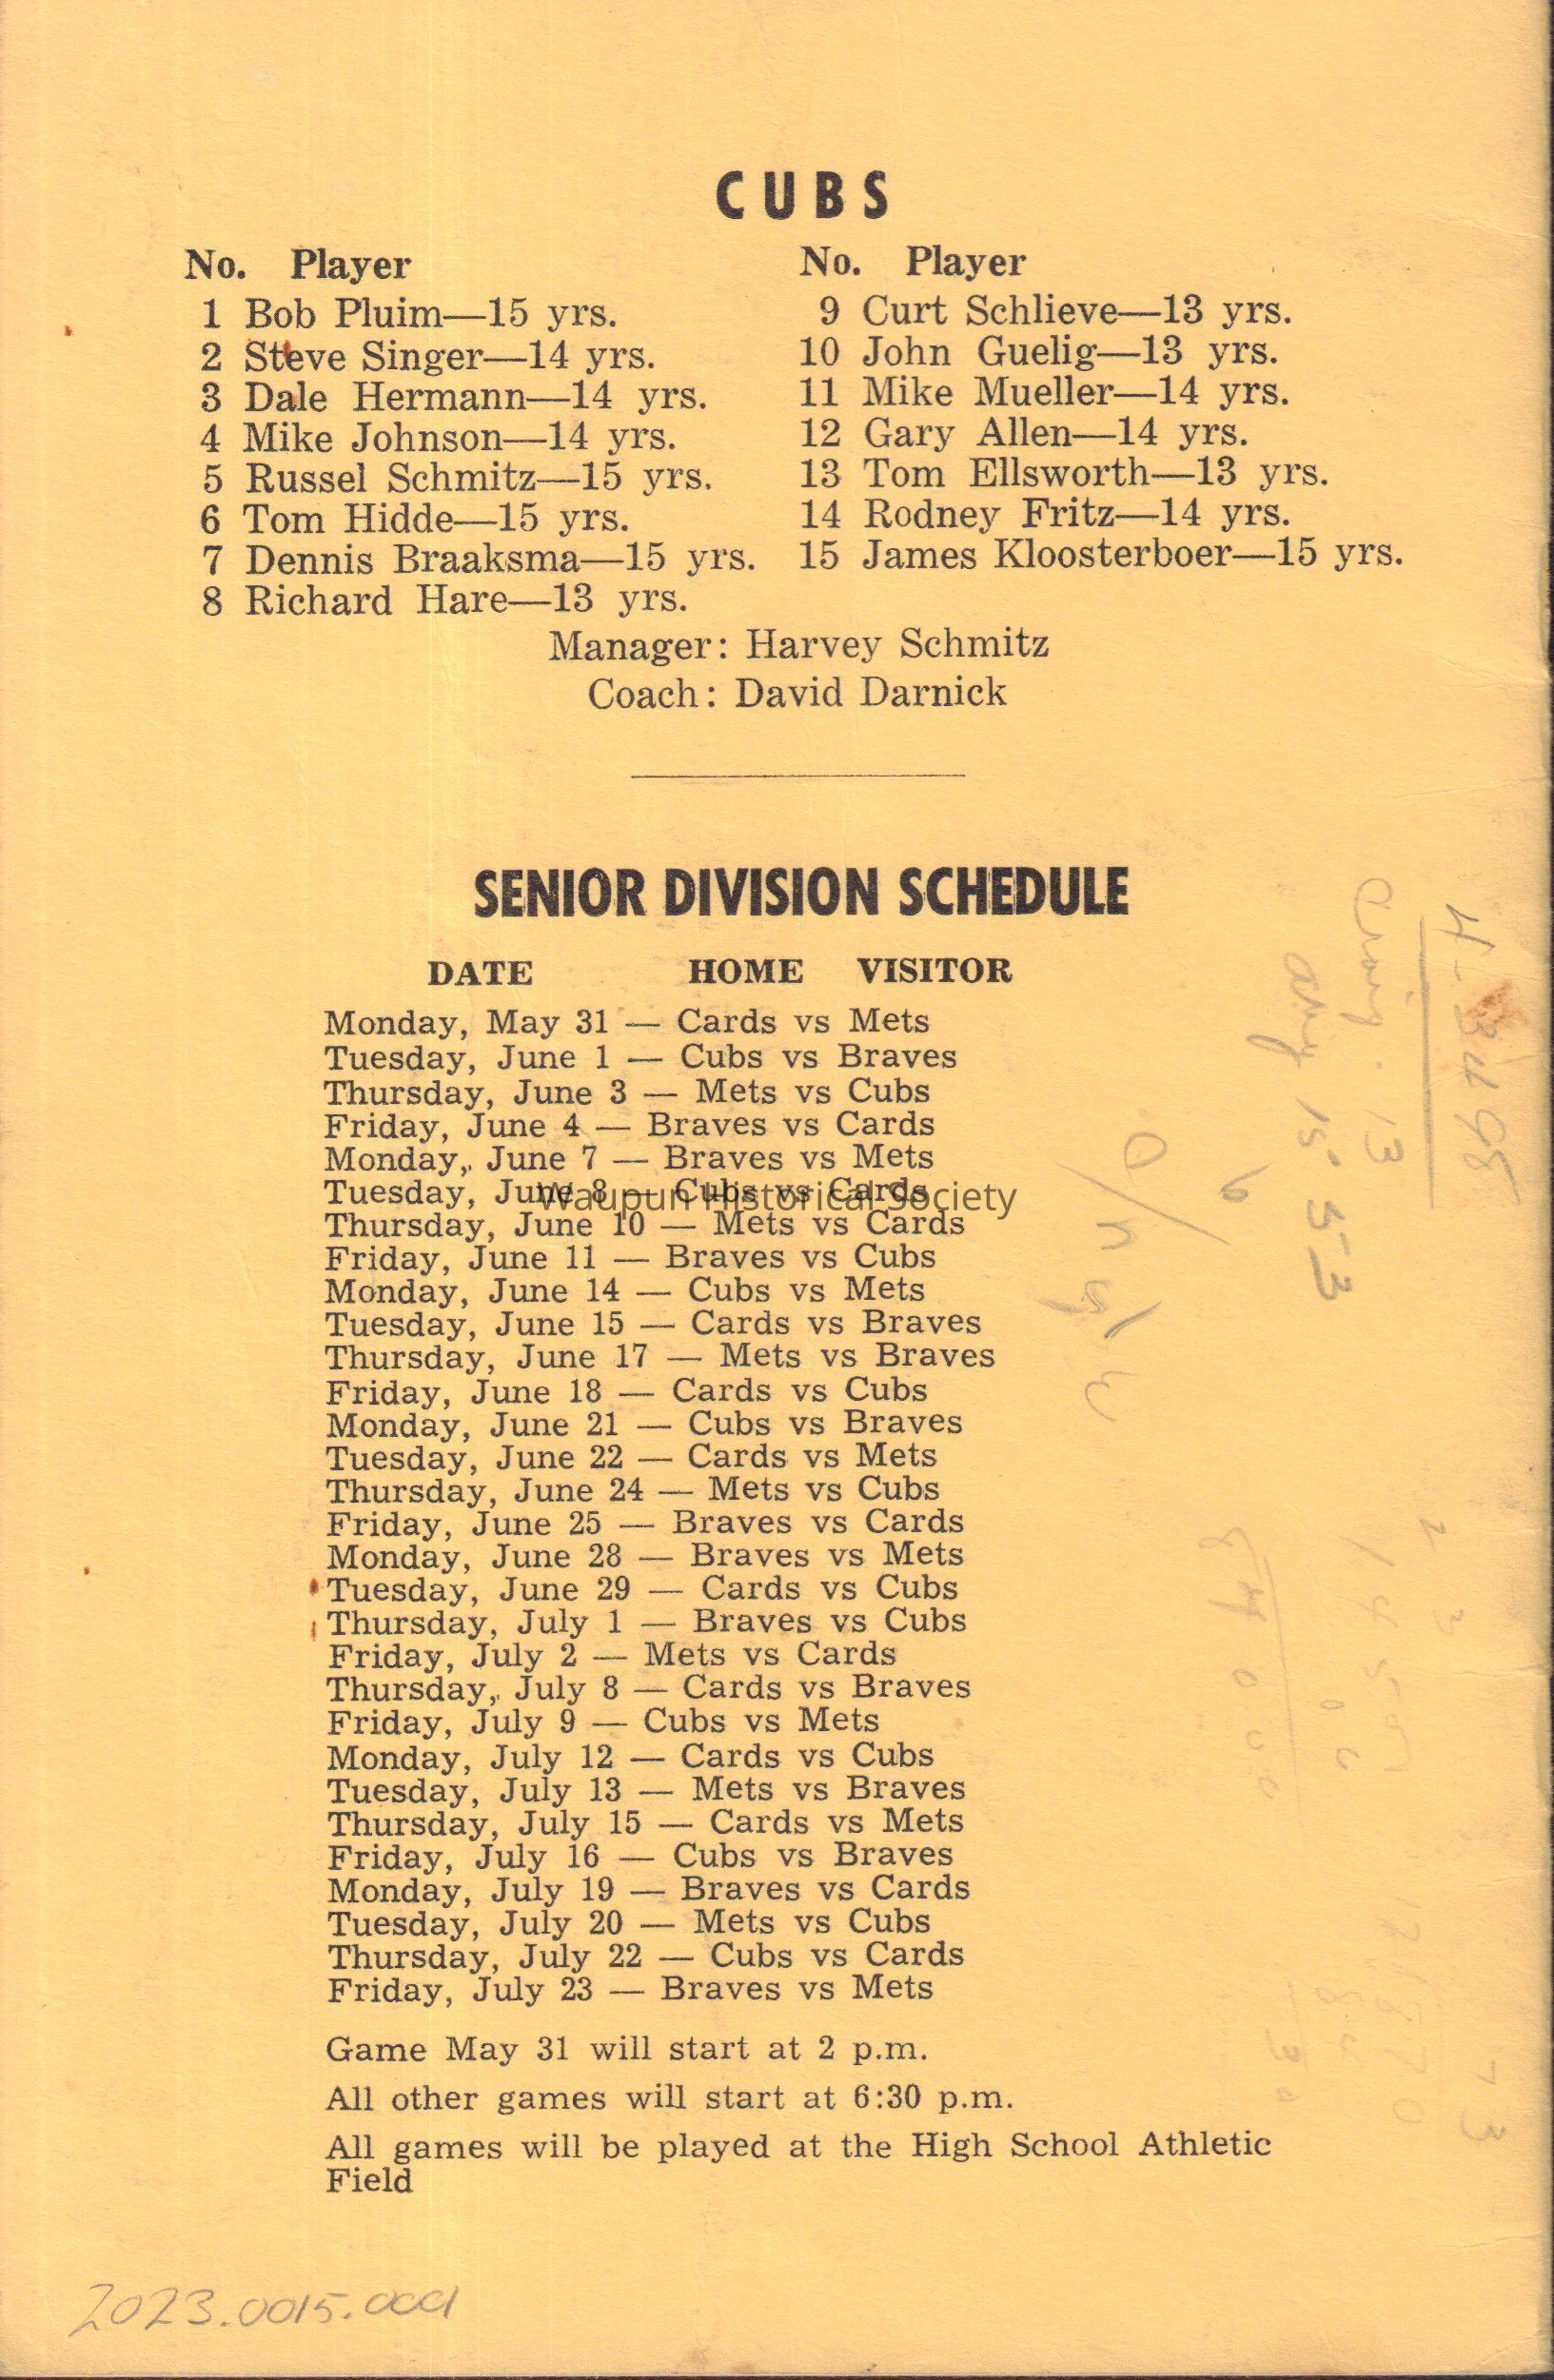 CUBS
No. Player
1 Bob Pluim—15 yrs.
2 Steve Singer—14 yrs.
3 Dale Hermann—14 yrs.
4 Mike Johnson—14 yrs.
5 Russel Schmitz—15 yrs.
6 Tom Hidde—15 yrs.
7 Dennis Braaksma—15 yrs.
8 Richard Hare—13 yrs.
No. Player
9 Curt Schlieve—13 yrs.
10 John Guelig—13 yrs.
11 Mike Mueller—14 yrs.
12 Gary Allen—14 yrs.
13 Tom Ellsworth—13 yrs.
14 Rodney Fritz—14 yrs.
15 James Kloosterboer—15 yrs.
Manager: Harvey Schmitz
Coach: David Darnick
SENIOR DIVISION SCHEDULE
DATE HOME VISITOR
Monday, May 31 — Cards vs Mets
Tuesday, June 1 — Cubs vs Braves
Thursday, June 3 — Mets vs Cubs
Friday, June 4 — Braves vs Cards
Monday, June 7 — Braves vs Mets
Tuesday, June 8 — Cubs vs Cards
Waupun Historical Society
Thursday, June 10 — Mets vs Cards
Friday, June 11 — Braves vs Cubs
Monday, June 14 — Cubs vs Mets
Tuesday, June 15 — Cards vs Braves
Thursday, June 17 — Mets vs Braves
Friday, June 18 — Cards vs Cubs
Monday, June 21 — Cubs vs Braves
Tuesday, June 22 — Cards vs Mets
Thursday, June 24 — Mets vs Cubs
Friday, June 25 — Braves vs Cards
Monday, June 28 — Braves vs Mets
Tuesday, June 29 — Cards vs Cubs
Thursday, July 1 — Braves vs Cubs
Friday, July 2 — Mets vs Cards
Thursday, July 8 — Cards vs Braves
Friday, July 9 — Cubs vs Mets
Monday, July 12 — Cards vs Cubs
Tuesday, July 13 — Mets vs Braves
Thursday, July 15 — Cards vs Mets
Friday, July 16 — Cubs vs Braves
Monday, July 19 — Braves vs Cards
Tuesday, July 20 — Mets vs Cubs
Thursday, July 22 — Cubs vs Cards
Friday, July 23 — Braves vs Mets
Game May 31 will start at 2 p.m.
All other games will start at 6:30 p.m.
All games will be played at the High School Athletic
Field
2023.0015.001